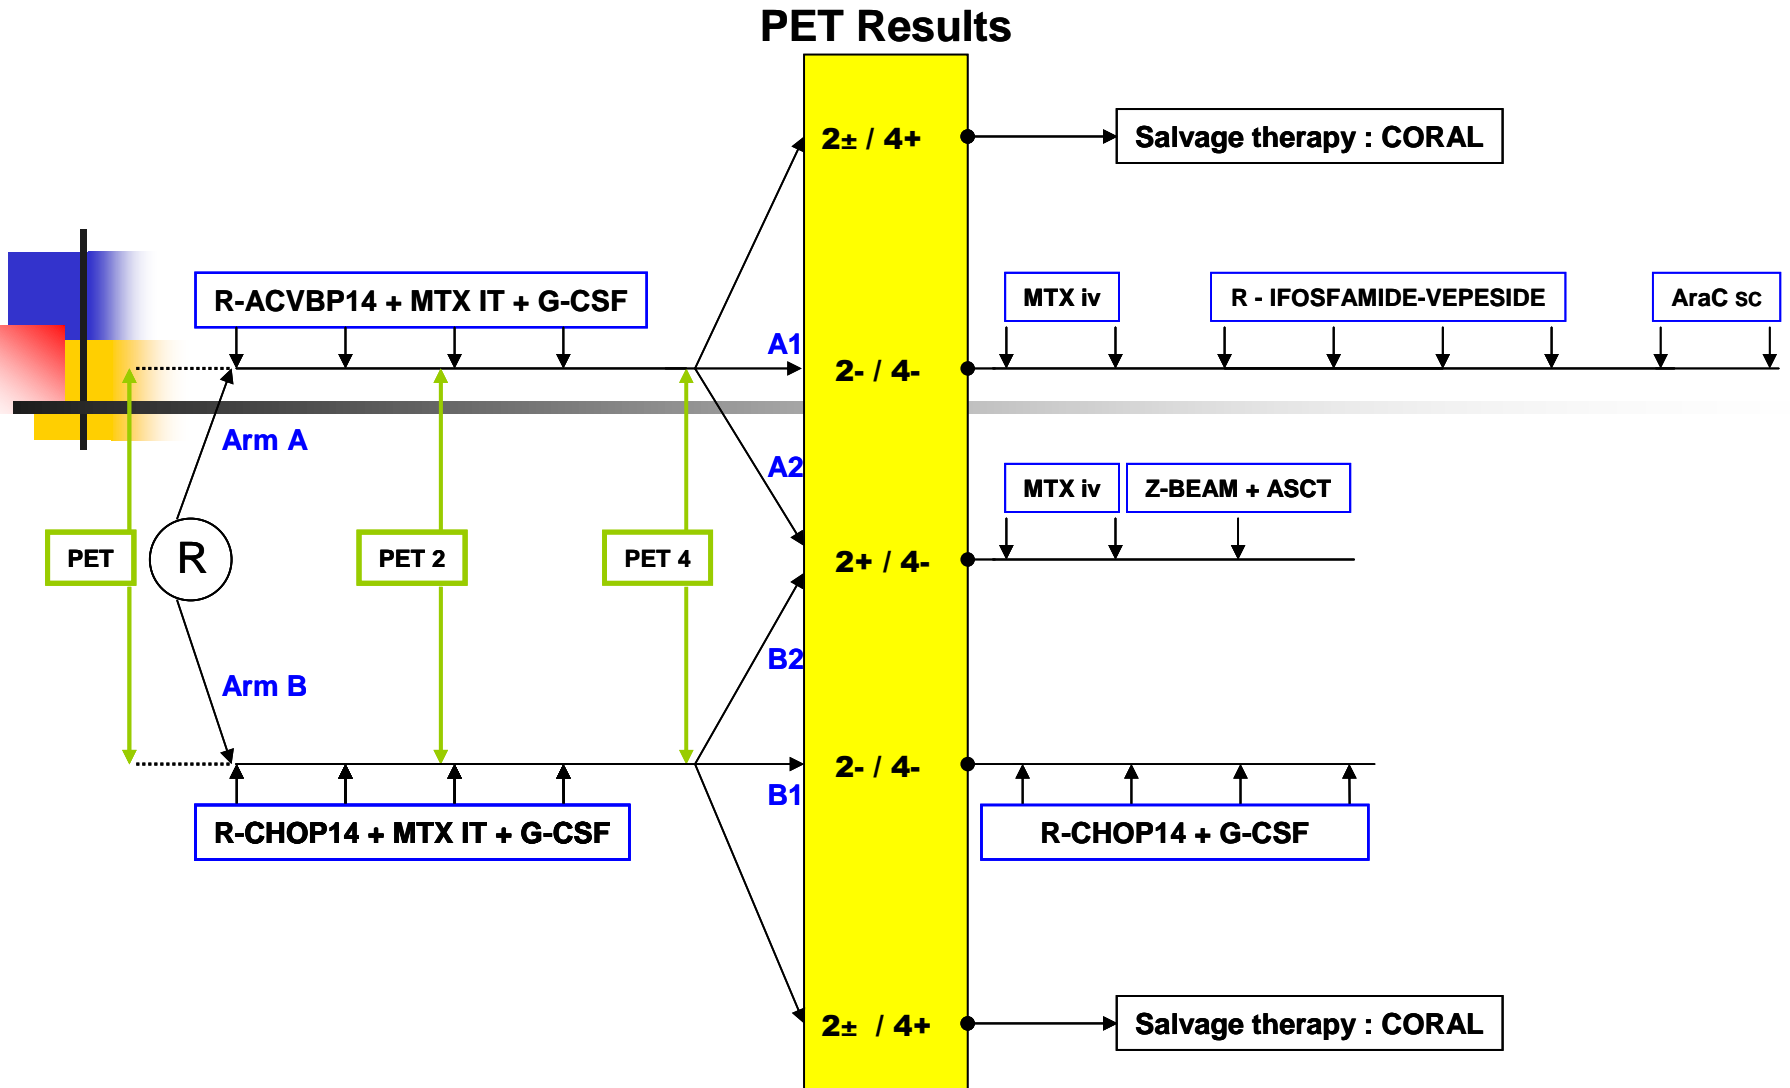 PET Results
2± / 4+
Salvage therapy : CORAL
R-ACVBP14 + MTX IT + G-CSF
MTX iv
R - IFOSFAMIDE-VEPESIDE
AraC sc
A1
2- / 4-
Arm A
A2
MTX iv
Z-BEAM + ASCT
PET
R
PET 2
PET 4
2+ / 4-
B2
Arm B
2- / 4-
B1
R-CHOP14 + MTX IT + G-CSF
R-CHOP14 + G-CSF
2± / 4+
Salvage therapy : CORAL